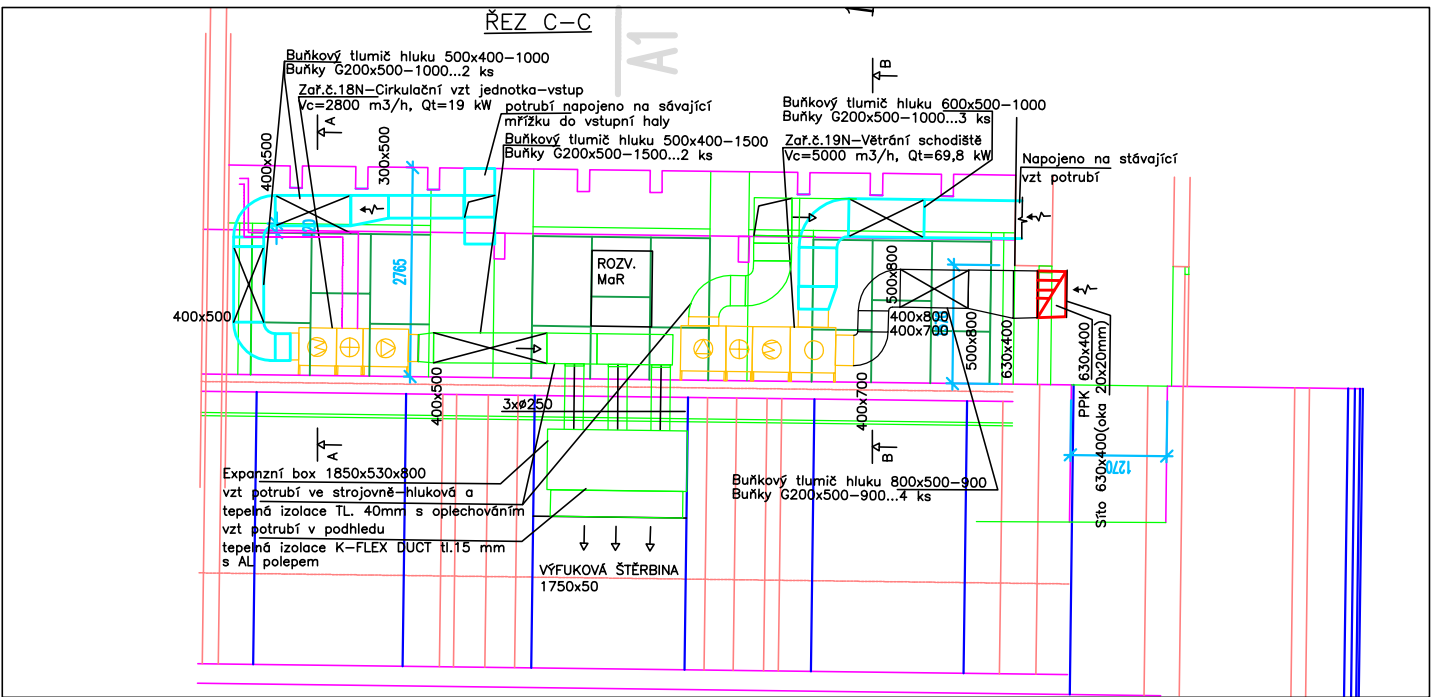 ŘEZ C-C
A1
1
Buňkový tlumič hluku 500x400-1000
Buňky G200x500-1000...2 ks
Zař.č.18N-Cirkulační vzt jednotka-vstup
Vc=2800 m3/h, Qt=19 kW
potrubí napojeno na sávající
mřížku do vstupní haly
Buňkový tlumič hluku 500x400-1500
Buňky G200x500-1500...2 ks
B
Buňkový tlumič hluku 600x500-1000
Buňky G200x500-1000...3 ks
Zař.č.19N-Větrání schodiště
Vc=5000 m3/h, Qt=69,8 kW
Napojeno na stávající
vzt potrubí
A
400x500
300x500
2765
ROZV.
MaR
400x500
500x800
400x800
400x700
500x800
630x400
400x500
3xø250
400x700
PPK 630x400
Síto 630x400(oka 20x20mm)
1270
A
B
Expanzní box 1850x530x800
vzt potrubí ve strojovně-hluková a
tepelná izolace TL. 40mm s oplechováním
vzt potrubí v podhledu
tepelná izolace K-FLEX DUCT tl.15 mm
s AL polepem
Buňkový tlumič hluku 800x500-900
Buňky G200x500-900...4 ks
VÝFUKOVÁ ŠTĚRBINA
1750x50